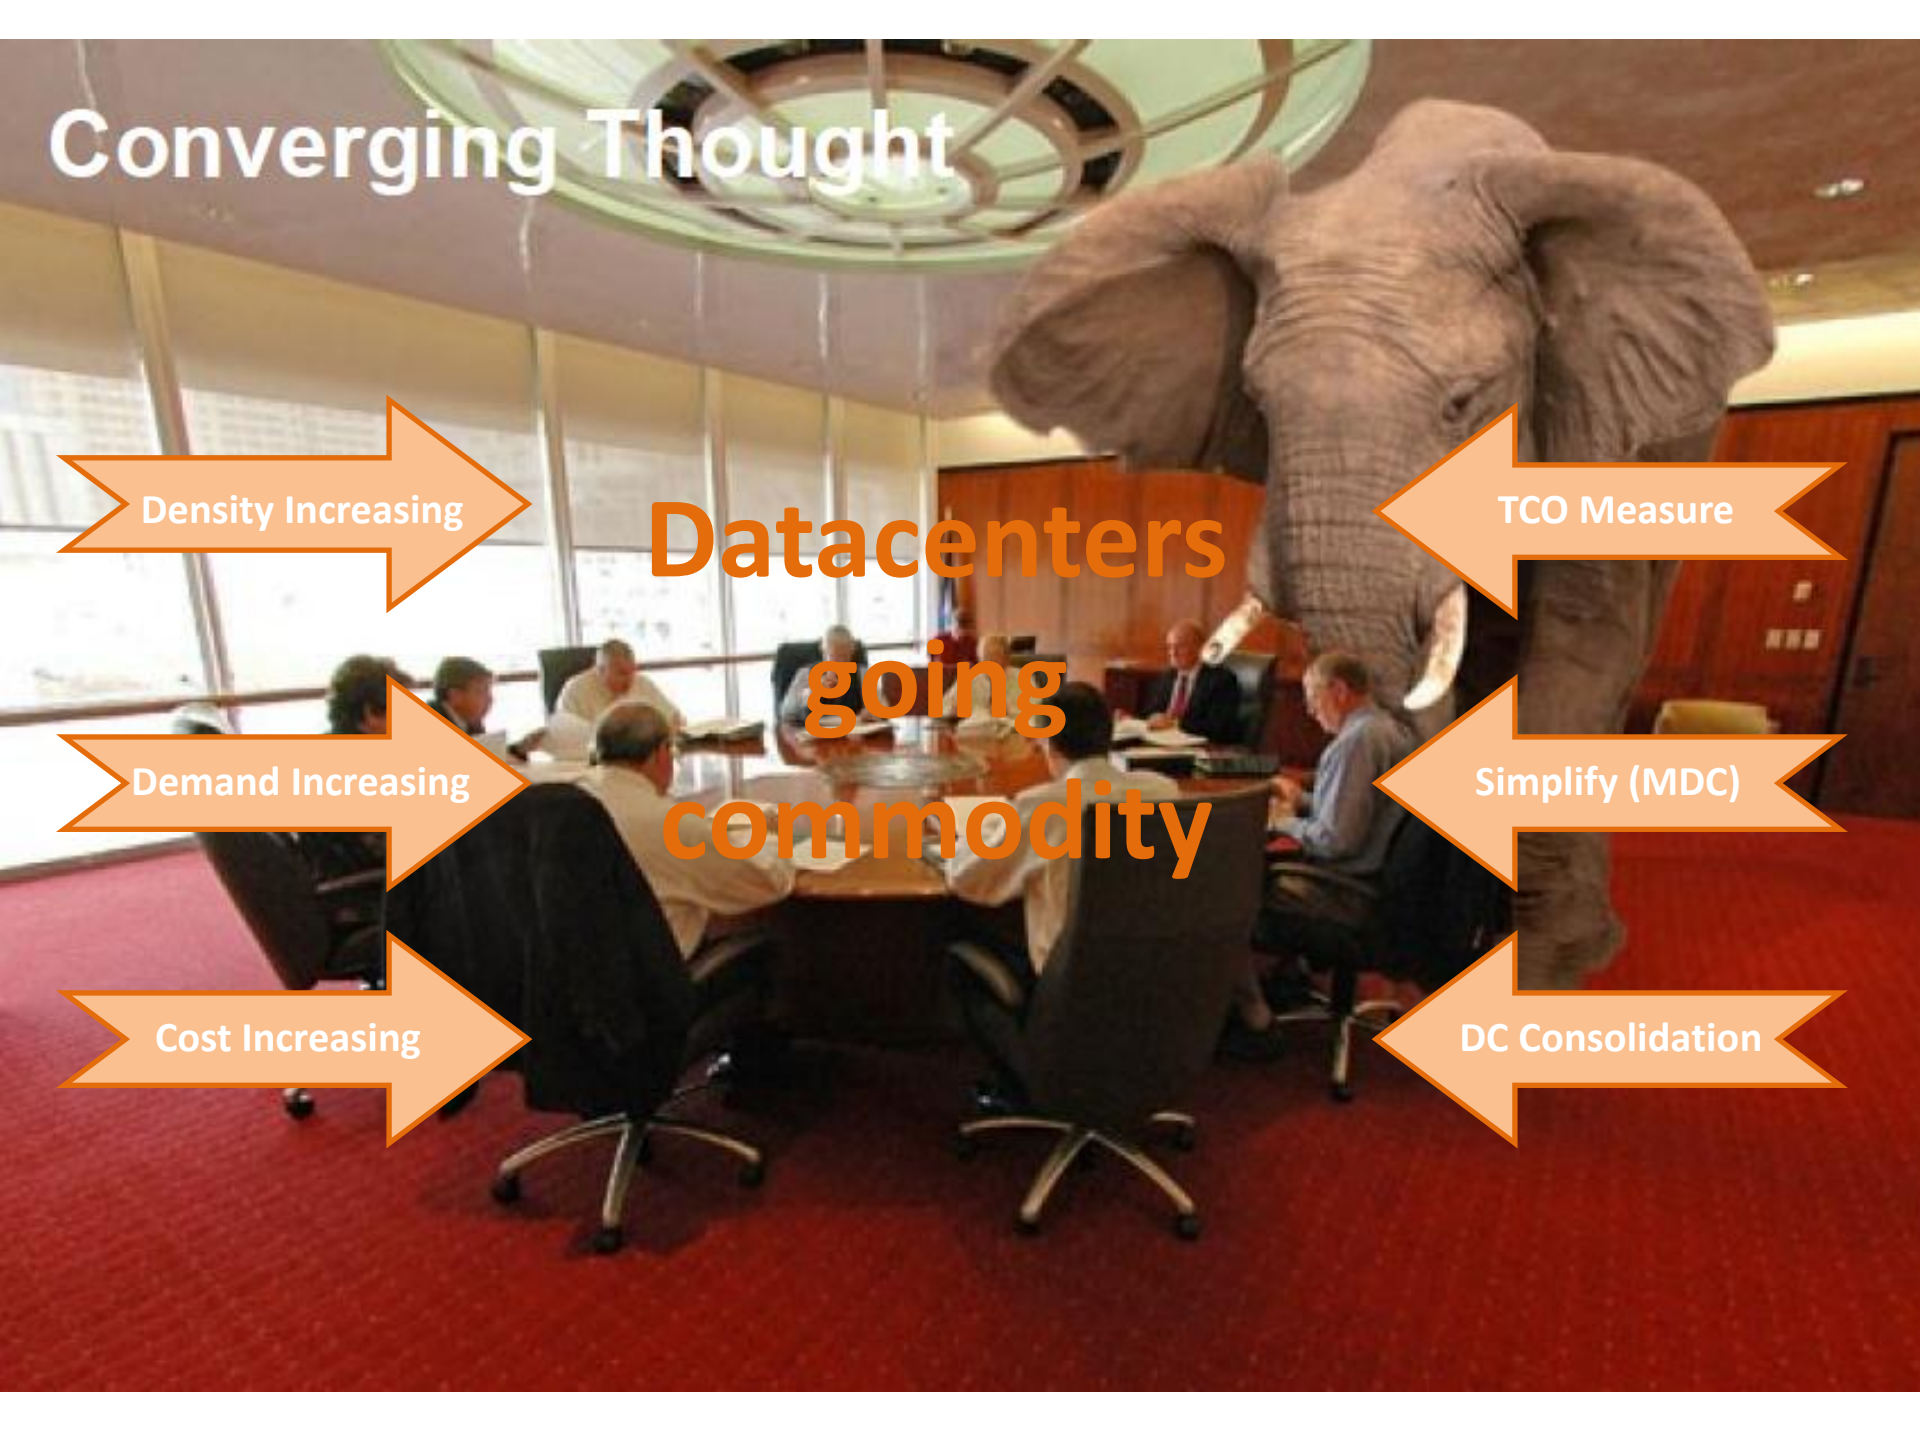 Converging Thought
Density Increasing
Demand Increasing
Cost Increasing
Datacenters
going
commodity
TCO Measure
Simplify (MDC)
DC Consolidation